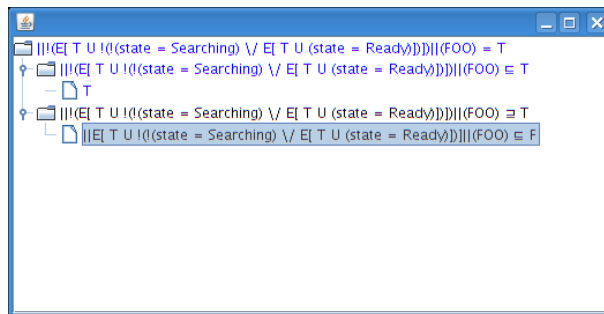 ||!(E[ T U !(!(state = Searching) \/ E[ T U (state = Ready)])])||(FOO) = T
||!(E[ T U !(!(state = Searching) \/ E[ T U (state = Ready)])])||(FOO) ⊑ T
T
||!(E[ T U !(!(state = Searching) \/ E[ T U (state = Ready)])])||(FOO) ⊒ T
||E[ T U !(!(state = Searching) \/ E[ T U (state = Ready)])]||(FOO) ⊑ F